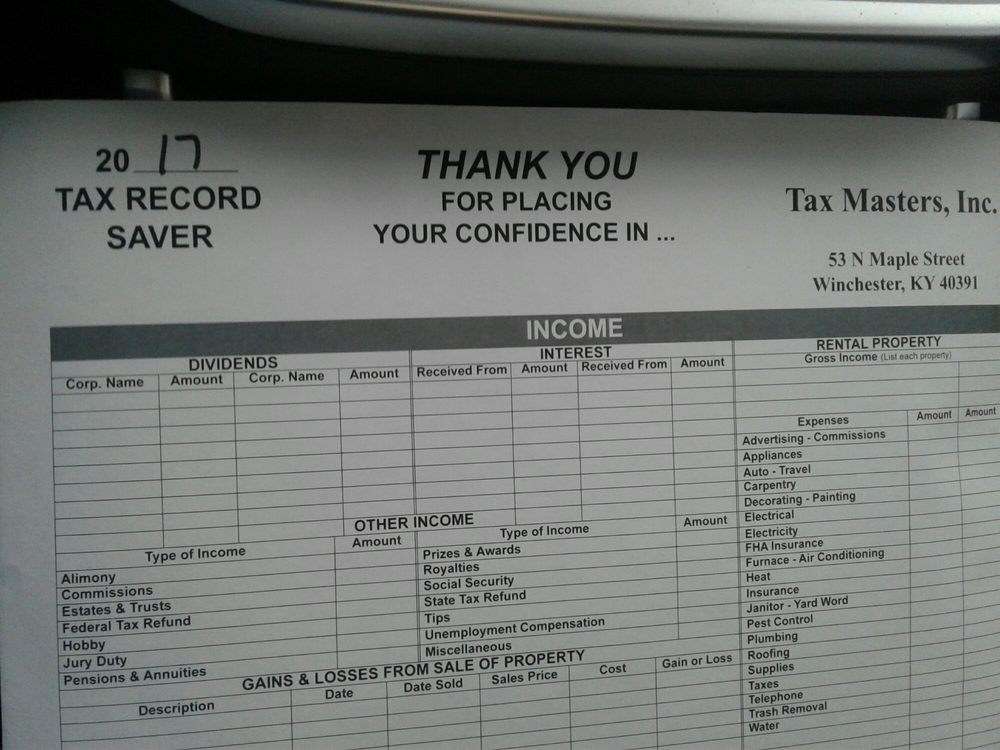 20 17
TAX RECORD
SAVER
THANK YOU
FOR PLACING
YOUR CONFIDENCE IN ...
Tax Masters, Inc.
53 N Maple Street
Winchester, KY 40391
INCOME
DIVIDENDS
Corp. Name Amount Corp. Name Amount
INTEREST
Received From Amount Received From Amount
RENTAL PROPERTY
Gross Income (List each property)
Expenses Amount Amount
Advertising - Commissions
Appliances
Auto - Travel
Carpentry
Decorating - Painting
Electrical
Electricity
FHA Insurance
Furnace - Air Conditioning
Heat
Insurance
Janitor - Yard Word
Pest Control
Plumbing
Roofing
Supplies
Taxes
Telephone
Trash Removal
Water
OTHER INCOME
Type of Income Amount
Alimony
Commissions
Estates & Trusts
Federal Tax Refund
Hobby
Jury Duty
Pensions & Annuities
Type of Income Amount
Prizes & Awards
Royalties
Social Security
State Tax Refund
Tips
Unemployment Compensation
Miscellaneous
GAINS & LOSSES FROM SALE OF PROPERTY
Description Date Date Sold Sales Price Cost Gain or Loss